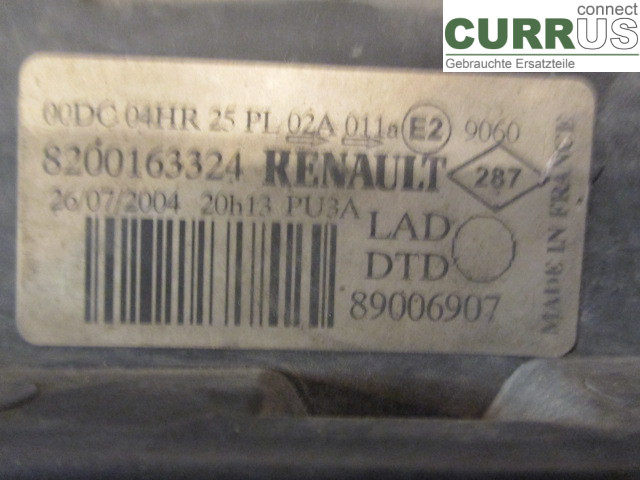 connect
CURRUS
Gebrauchte Ersatzteile
00DC 04HR 25 PL 02A 011a E2 9060
8200163324 RENAULT 287
26/07/2004 20h13 PU3A
LAD
DTD
89006907
MADE IN FRANCE